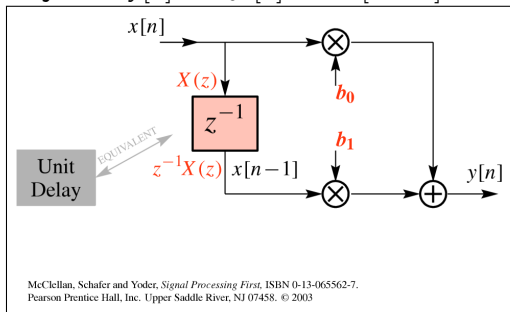 x[n]
X(z)
b₀
z⁻¹
b₁
EQUIVALENT
Unit
Delay
z⁻¹X(z)
x[n−1]
y[n]
McClellan, Schafer and Yoder, Signal Processing First, ISBN 0-13-065562-7.
Pearson Prentice Hall, Inc. Upper Saddle River, NJ 07458. © 2003